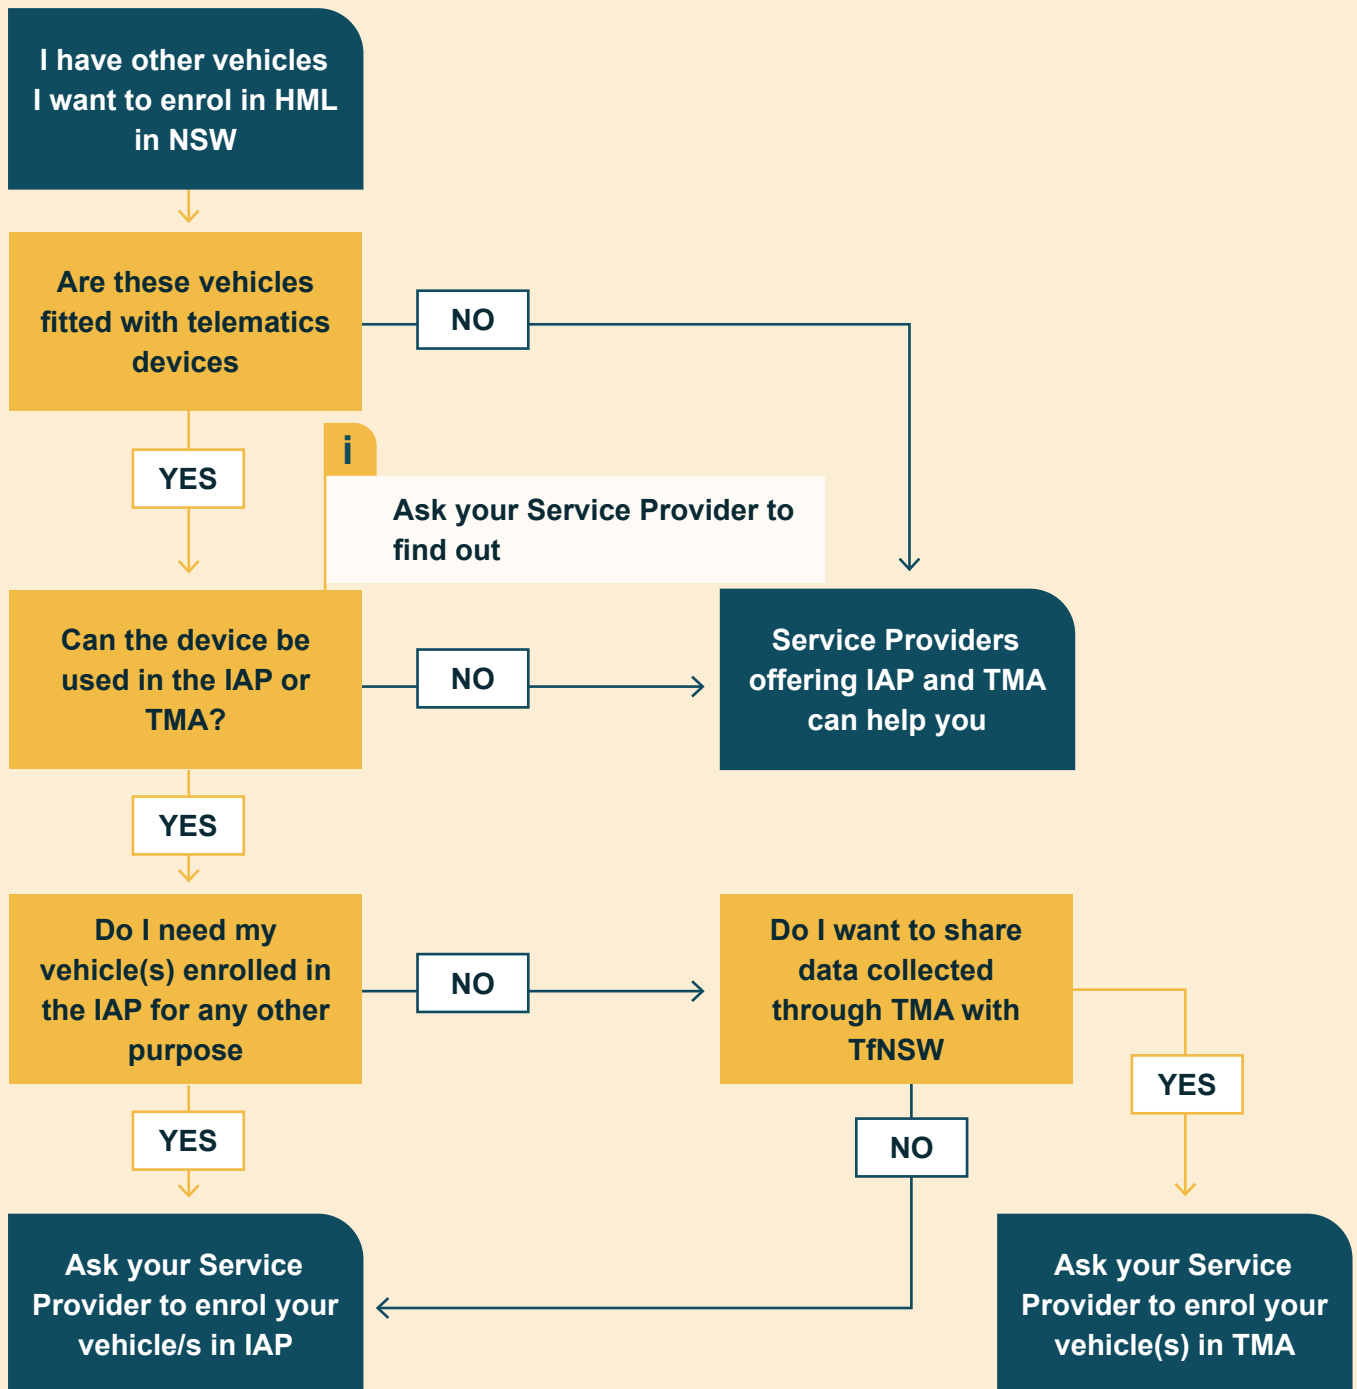 I have other vehicles
I want to enrol in HML
in NSW
Are these vehicles
fitted with telematics
devices
NO
YES
i
Ask your Service Provider to
find out
Can the device be
used in the IAP or
TMA?
NO
Service Providers
offering IAP and TMA
can help you
YES
Do I need my
vehicle(s) enrolled in
the IAP for any other
purpose
NO
Do I want to share
data collected
through TMA with
TfNSW
YES
YES
NO
Ask your Service
Provider to enrol your
vehicle/s in IAP
Ask your Service
Provider to enrol your
vehicle(s) in TMA